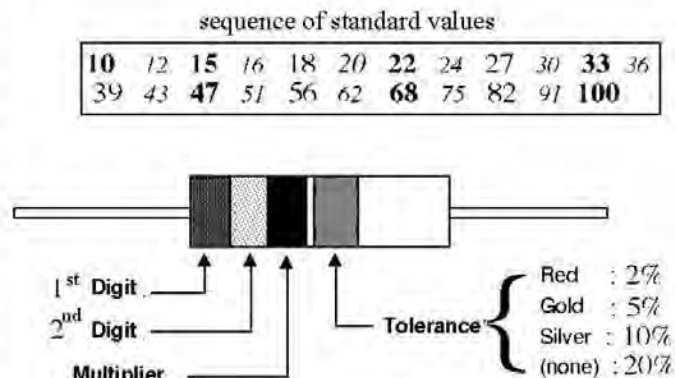 sequence of standard values
10 12 15 16 18 20 22 24 27 30 33 36
39 43 47 51 56 62 68 75 82 91 100
1st Digit
2nd Digit
Multiplier
Tolerance
Red : 2%
Gold : 5%
Silver : 10%
(none) : 20%